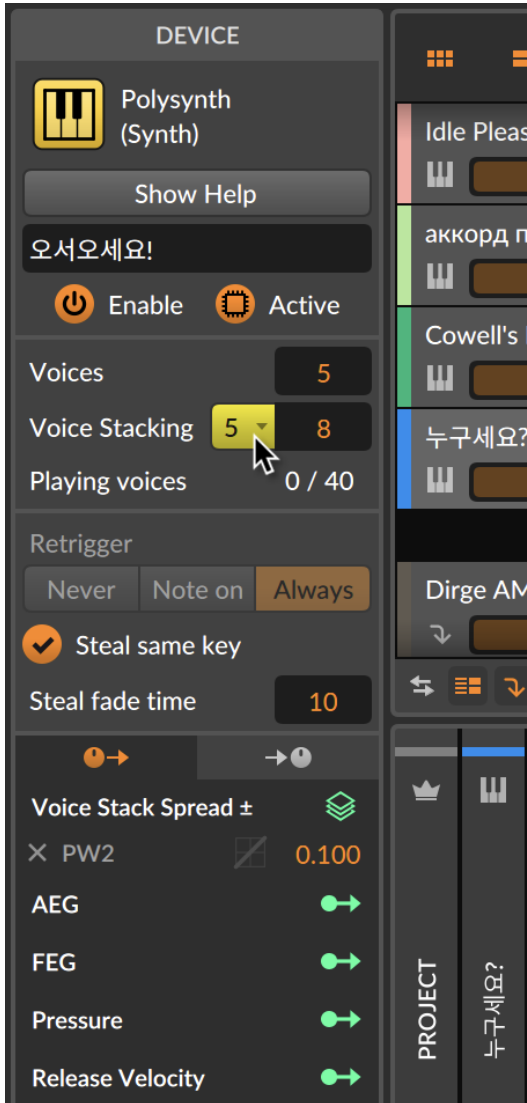 DEVICE
Polysynth
(Synth)
Show Help
오서오세요!
Enable
Active
Voices 5
Voice Stacking 5 8
Playing voices 0 / 40
Retrigger
Never Note on Always
Steal same key
Steal fade time 10
Voice Stack Spread ±
× PW2 0.100
AEG
FEG
Pressure
Release Velocity
Idle Pleas
аккорд п
Cowell's
누구세요?
Dirge AM
PROJECT
누구세요?